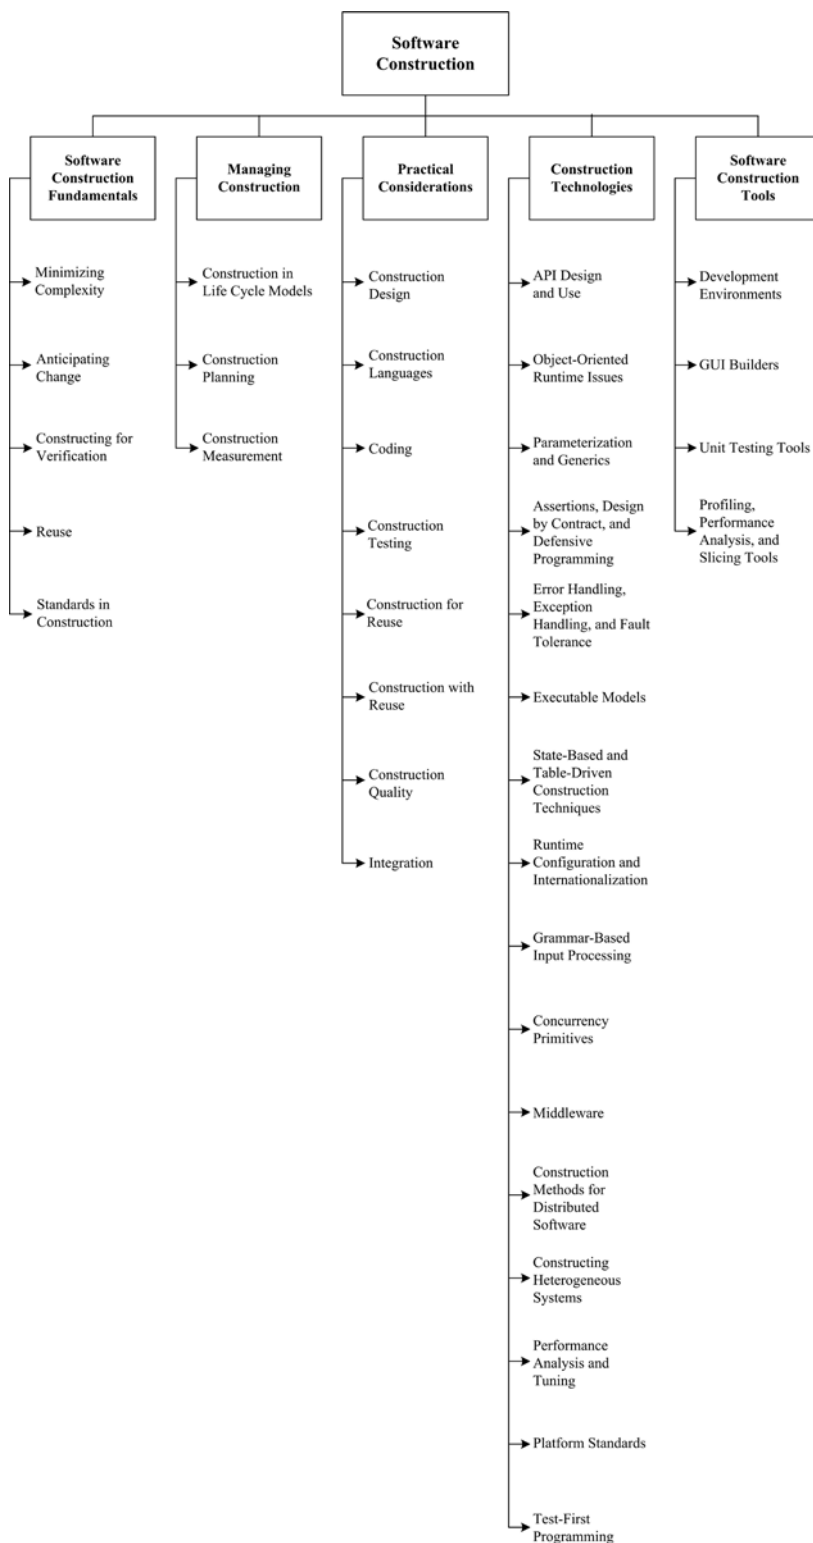 Software
Construction
Software
Construction
Fundamentals
Managing
Construction
Practical
Considerations
Construction
Technologies
Software
Construction
Tools
Minimizing
Complexity
Anticipating
Change
Constructing for
Verification
Reuse
Standards in
Construction
Construction in
Life Cycle Models
Construction
Planning
Construction
Measurement
Construction
Design
Construction
Languages
Coding
Construction
Testing
Construction for
Reuse
Construction with
Reuse
Construction
Quality
Integration
API Design
and Use
Object-Oriented
Runtime Issues
Parameterization
and Generics
Assertions, Design
by Contract, and
Defensive
Programming
Error Handling,
Exception
Handling, and Fault
Tolerance
Executable Models
State-Based and
Table-Driven
Construction
Techniques
Runtime
Configuration and
Internationalization
Grammar-Based
Input Processing
Concurrency
Primitives
Middleware
Construction
Methods for
Distributed
Software
Constructing
Heterogeneous
Systems
Performance
Analysis and
Tuning
Platform Standards
Test-First
Programming
Development
Environments
GUI Builders
Unit Testing Tools
Profiling,
Performance
Analysis, and
Slicing Tools